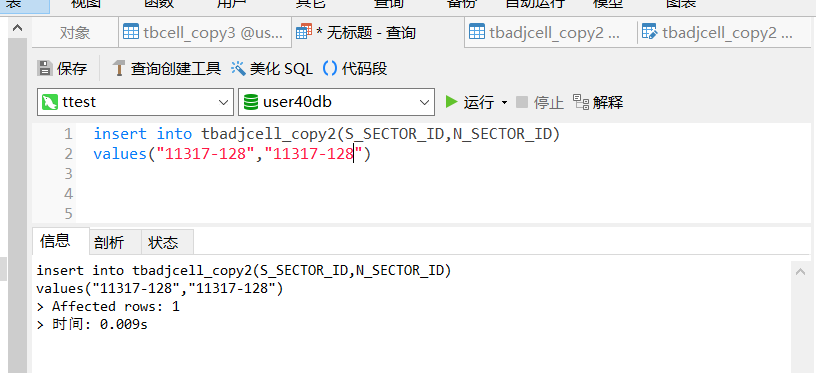 表 视图 函数 用户 其它 查询 备份 自动运行 模型 图表
对象 tbcell_copy3 @us... * 无标题 - 查询 tbadjcell_copy2 ... tbadjcell_copy2 ...
保存 查询创建工具 美化 SQL () 代码段
ttest user40db 运行 停止 解释
1 insert into tbadjcell_copy2(S_SECTOR_ID,N_SECTOR_ID)
2 values("11317-128","11317-128")
3
4
5
信息 剖析 状态
insert into tbadjcell_copy2(S_SECTOR_ID,N_SECTOR_ID)
values("11317-128","11317-128")
> Affected rows: 1
> 时间: 0.009s